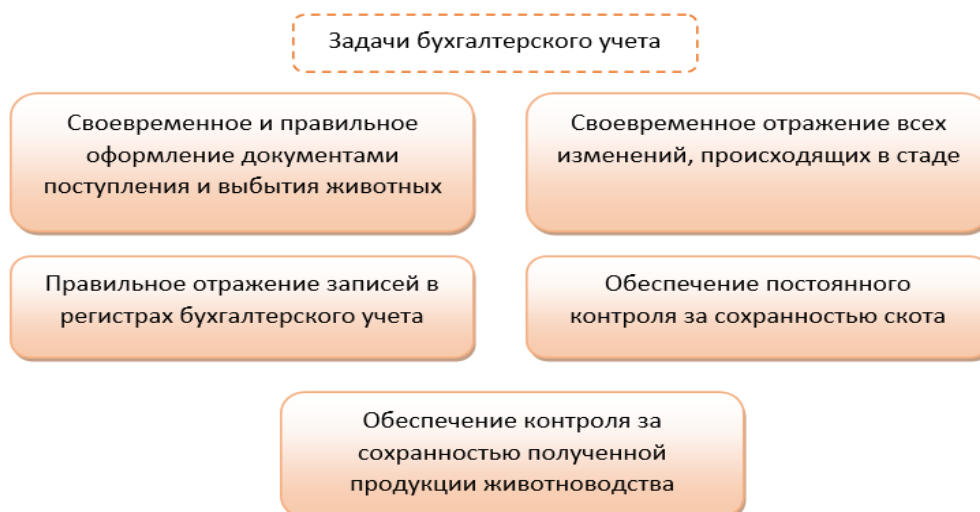 Задачи бухгалтерского учета
Своевременное и правильное
оформление документами
поступления и выбытия животных
Своевременное отражение всех
изменений, происходящих в стаде
Правильное отражение записей в
регистрах бухгалтерского учета
Обеспечение постоянного
контроля за сохранностью скота
Обеспечение контроля за
сохранностью полученной
продукции животноводства